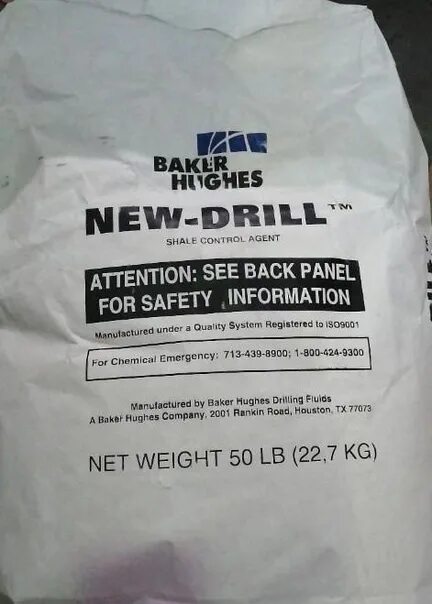 BAKER
HUGHES
NEW-DRILL™
SHALE CONTROL AGENT
ATTENTION: SEE BACK PANEL
FOR SAFETY INFORMATION
Manufactured under a Quality System Registered to ISO9001
For Chemical Emergency: 713-439-8900; 1-800-424-9300
Manufactured by Baker Hughes Drilling Fluids
A Baker Hughes Company, 2001 Rankin Road, Houston, TX 77073
NET WEIGHT 50 LB (22,7 KG)